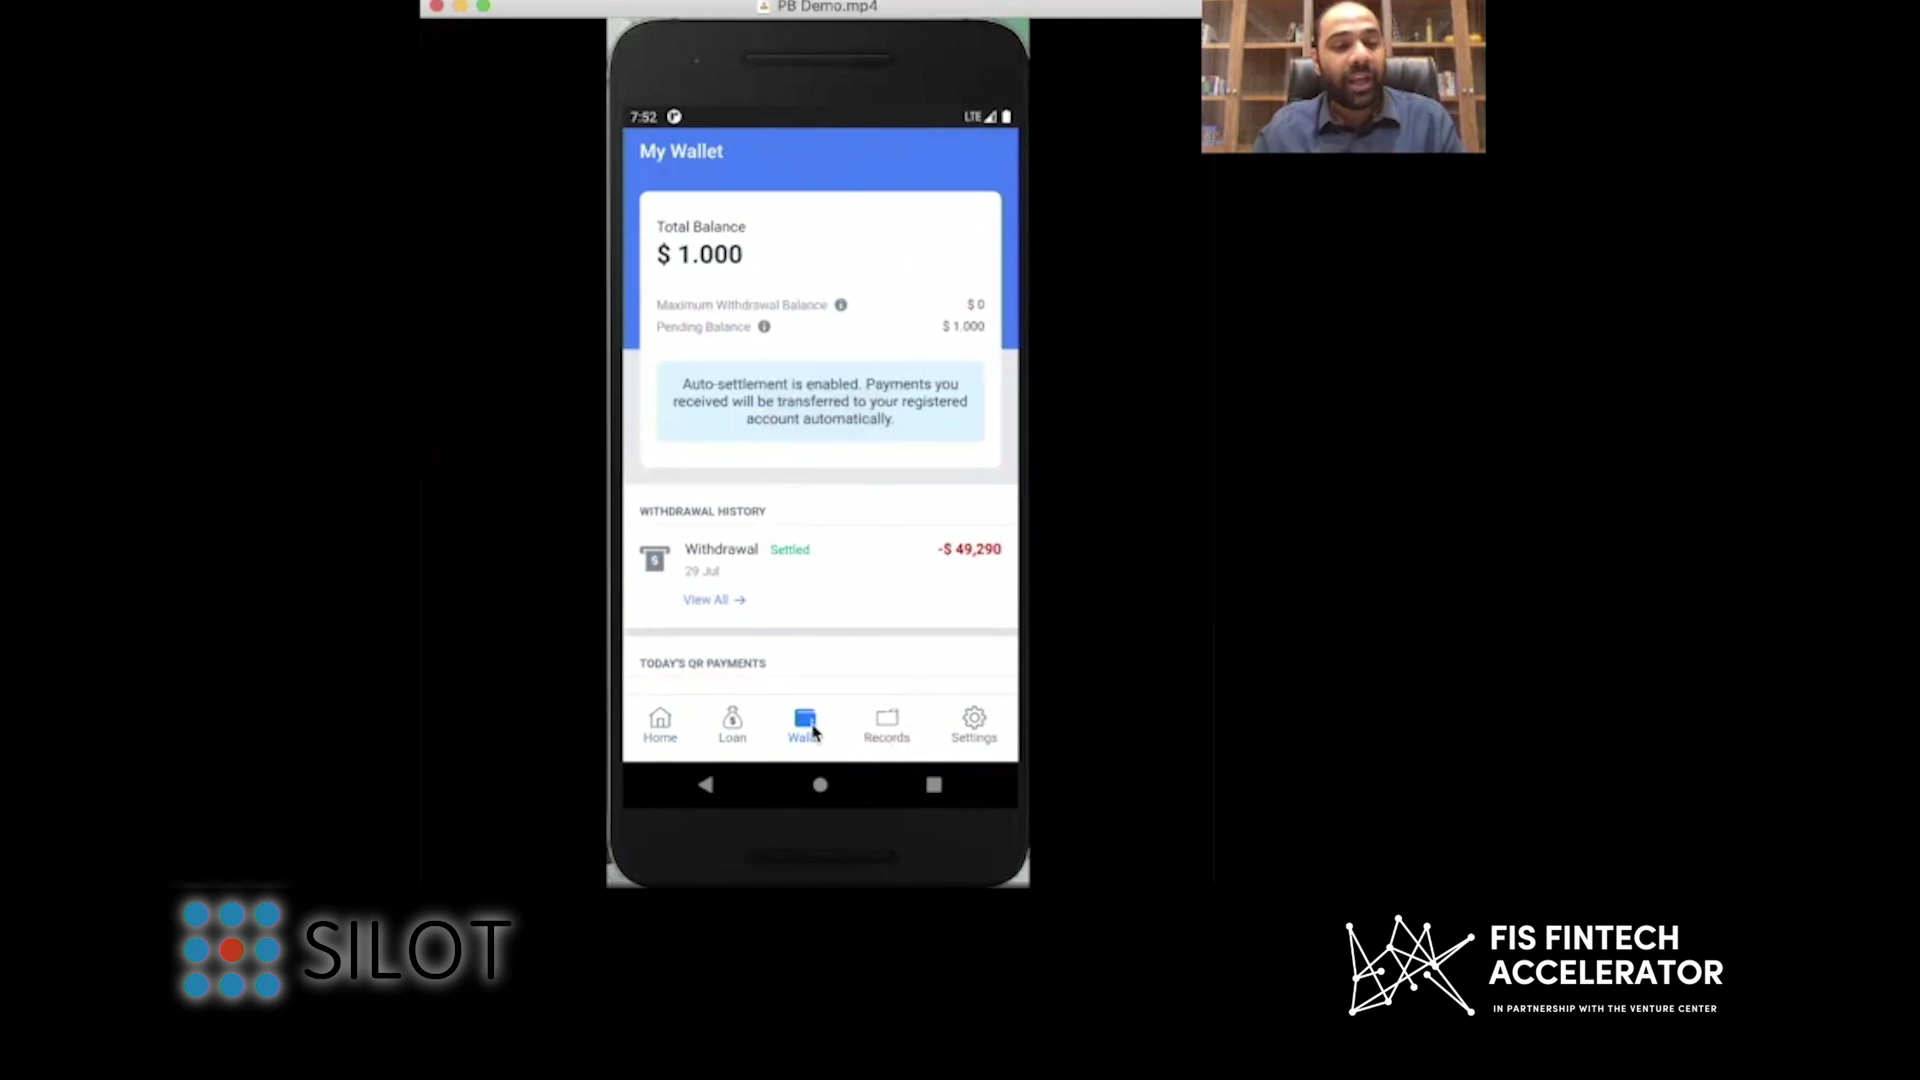 PB Demo.mp4
7:52
LTE
My Wallet
Total Balance
$ 1.000
Maximum Withdrawal Balance $ 0
Pending Balance $ 1.000
Auto-settlement is enabled. Payments you
received will be transferred to your registered
account automatically.
WITHDRAWAL HISTORY
Withdrawal Settled -$ 49,290
29 Jul
View All →
TODAY'S QR PAYMENTS
Home Loan Wallet Records Settings
SILOT
FIS FINTECH
ACCELERATOR
IN PARTNERSHIP WITH THE VENTURE CENTER